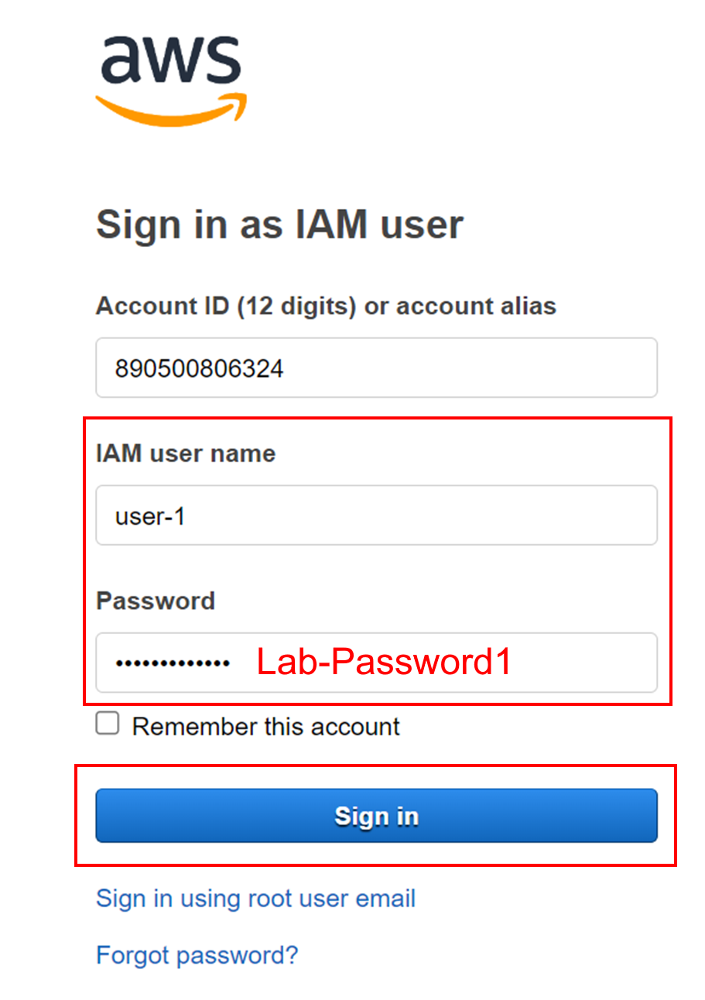 aws
Sign in as IAM user
Account ID (12 digits) or account alias
890500806324
IAM user name
user-1
Password
••••••••••••• Lab-Password1
Remember this account
Sign in
Sign in using root user email
Forgot password?